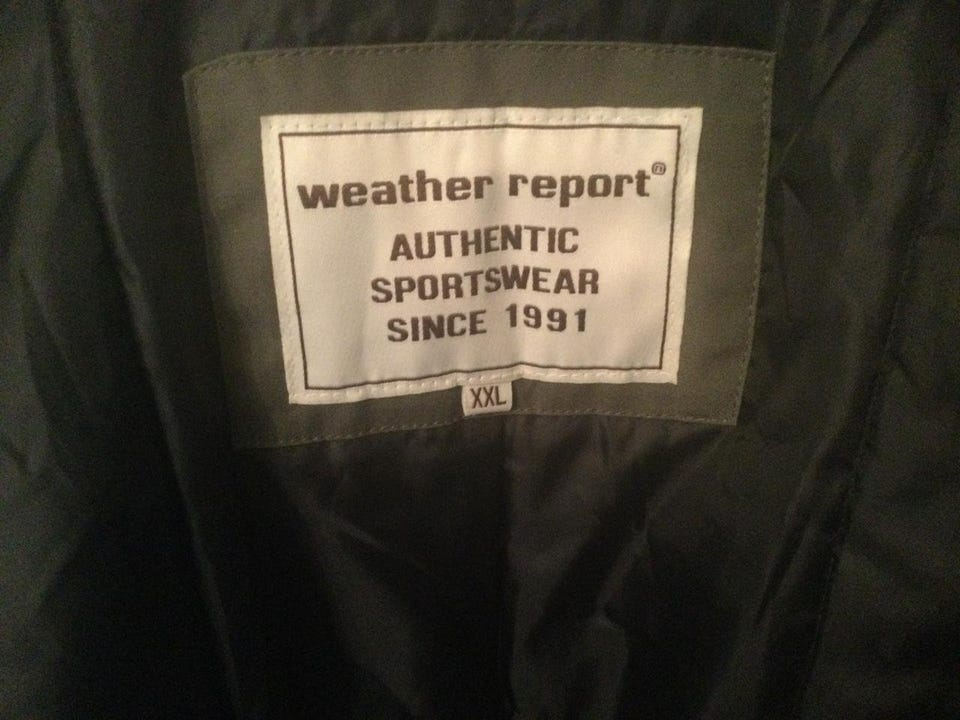 weather report®
AUTHENTIC
SPORTSWEAR
SINCE 1991
XXL